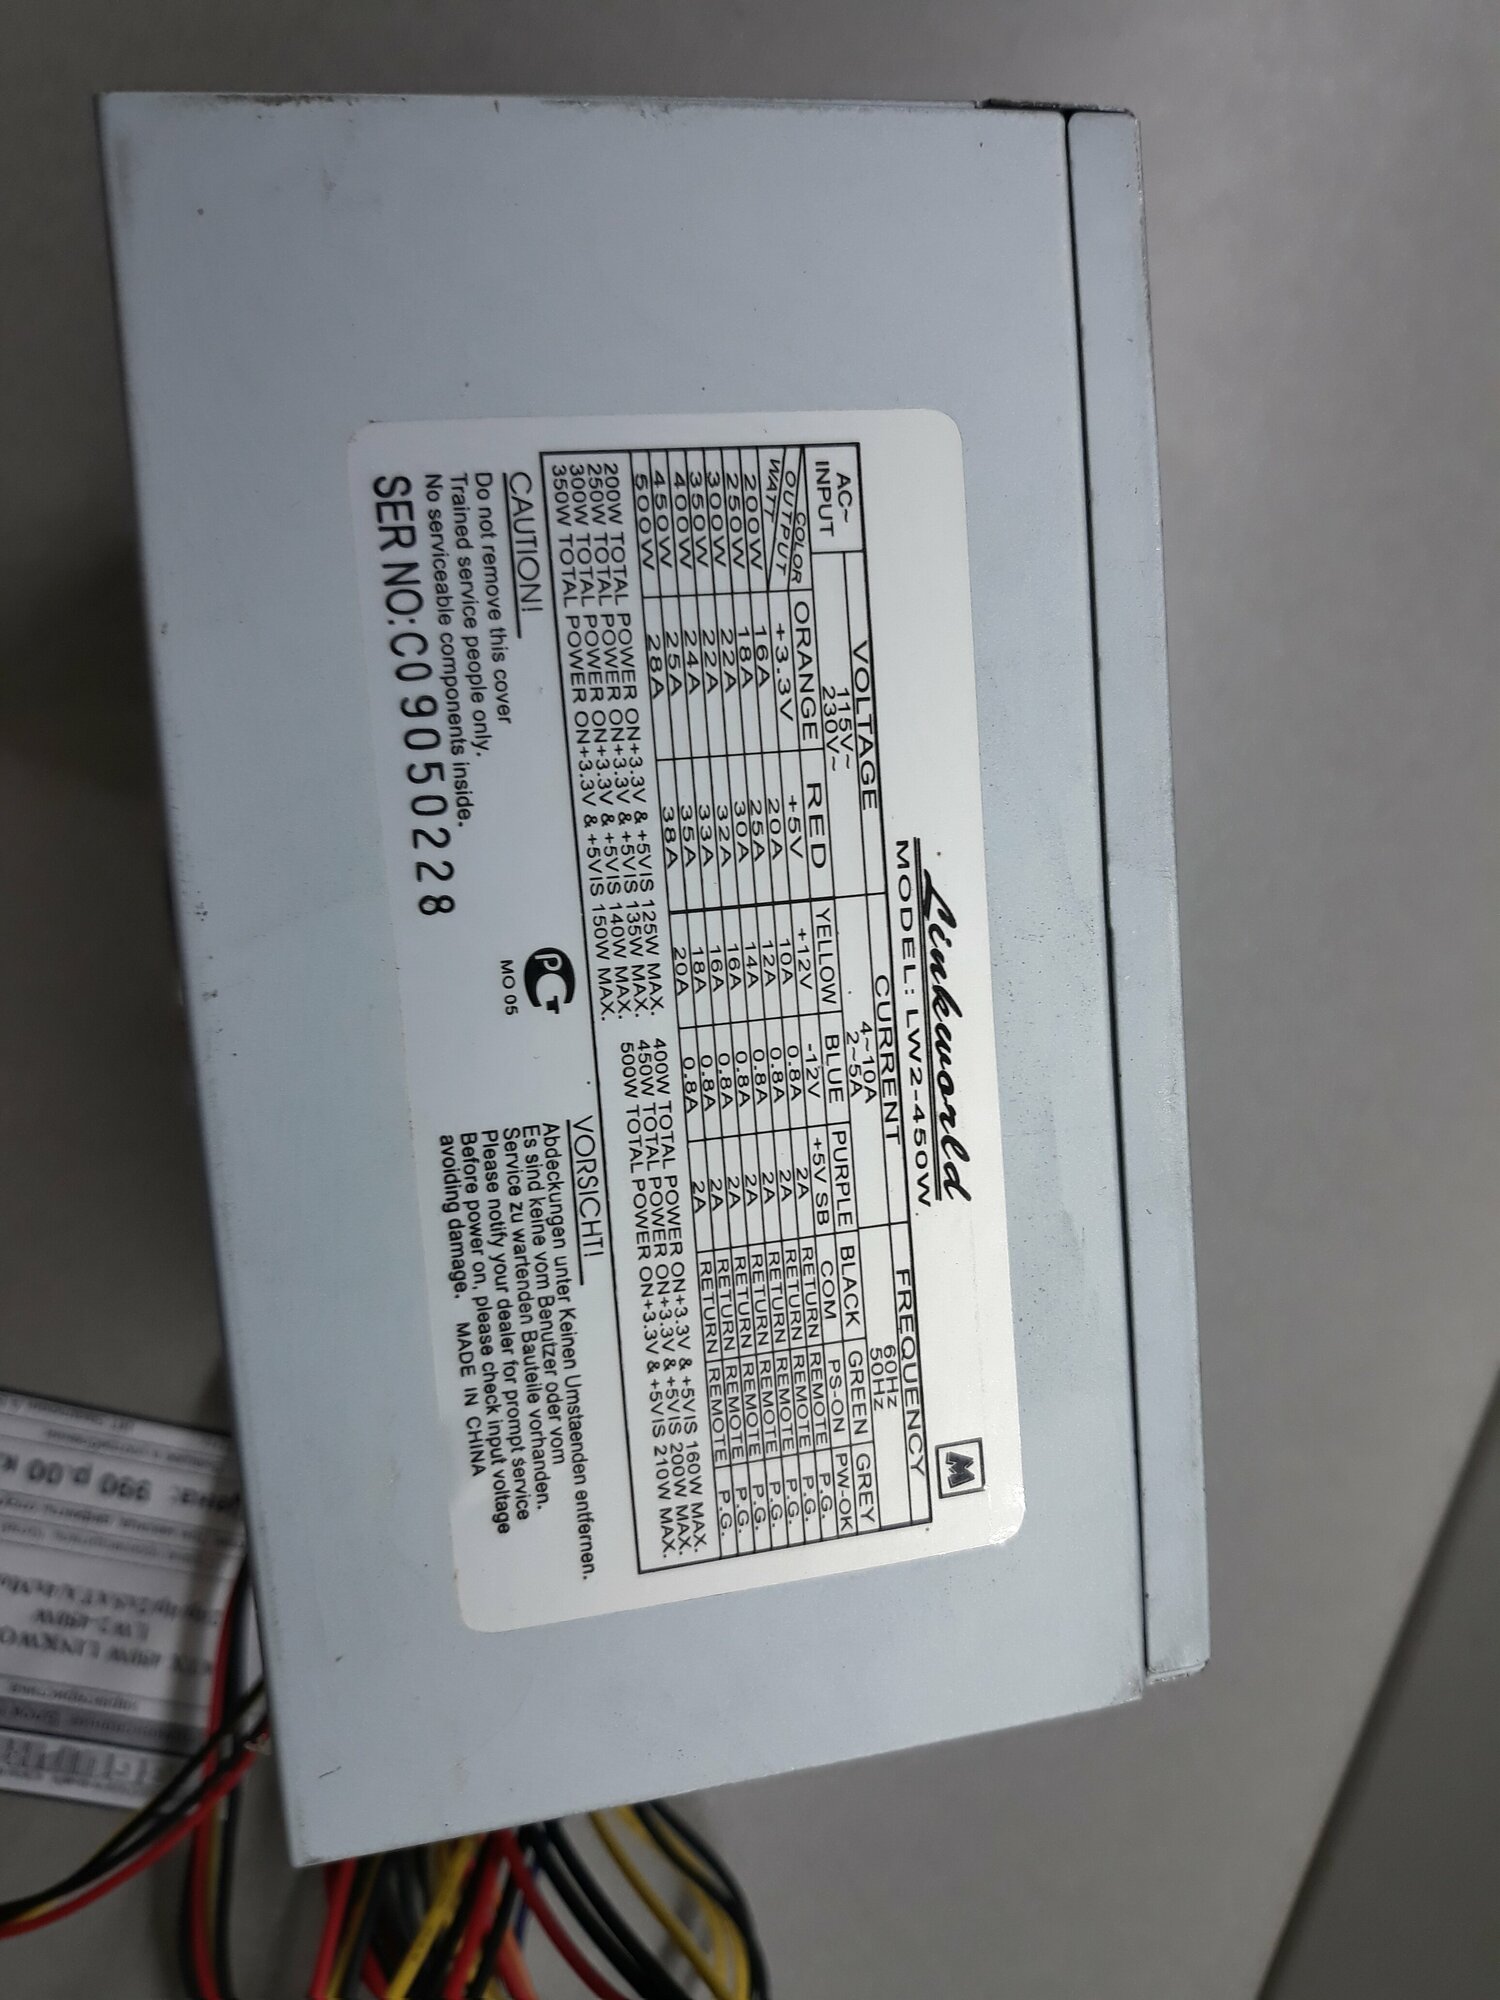 Linkworld
MODEL: LW2-450W
M
AC~ INPUT VOLTAGE CURRENT FREQUENCY
115V~ 4~10A 60Hz
230V~ 2~5A 50Hz
COLOR OUTPUT WATT ORANGE RED YELLOW BLUE PURPLE BLACK GREEN GREY
+3.3V +5V +12V -12V +5V SB COM PS-ON PW-OK
200W 16A 20A 10A 0.8A 2A RETURN REMOTE P.G.
250W 18A 25A 12A 0.8A 2A RETURN REMOTE P.G.
300W 22A 30A 14A 0.8A 2A RETURN REMOTE P.G.
350W 22A 32A 16A 0.8A 2A RETURN REMOTE P.G.
400W 24A 33A 16A 0.8A 2A RETURN REMOTE P.G.
450W 25A 35A 18A 0.8A 2A RETURN REMOTE P.G.
500W 28A 38A 20A 0.8A 2A RETURN REMOTE P.G.
200W TOTAL POWER ON+3.3V & +5VIS 125W MAX.
250W TOTAL POWER ON+3.3V & +5VIS 135W MAX.
300W TOTAL POWER ON+3.3V & +5VIS 140W MAX.
350W TOTAL POWER ON+3.3V & +5VIS 150W MAX.
400W TOTAL POWER ON+3.3V & +5VIS 160W MAX.
450W TOTAL POWER ON+3.3V & +5VIS 200W MAX.
500W TOTAL POWER ON+3.3V & +5VIS 210W MAX.
CAUTION!
Do not remove this cover
Trained service people only.
No serviceable components inside.
SER NO:C09050228
РСТ
MO 05
VORSICHT!
Abdeckungen unter Keinen Umstaenden entfernen.
Es sind keine vom Benutzer oder vom
Service zu wartenden Bauteile vorhanden.
Please notify your dealer for prompt service
Before power on, please check input voltage
avoiding damage. MADE IN CHINA
450W LINKWO
LW2-450W
990 р.00 к